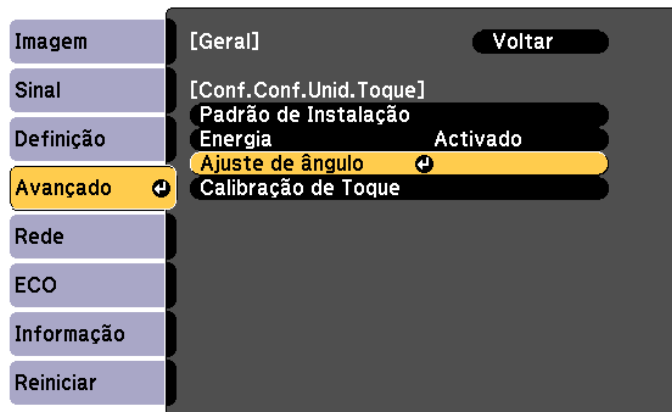 Imagem
Sinal
Definição
Avançado
Rede
ECO
Informação
Reiniciar
[Geral] Voltar
[Conf.Conf.Unid.Toque]
Padrão de Instalação
Energia Activado
Ajuste de ângulo
Calibração de Toque